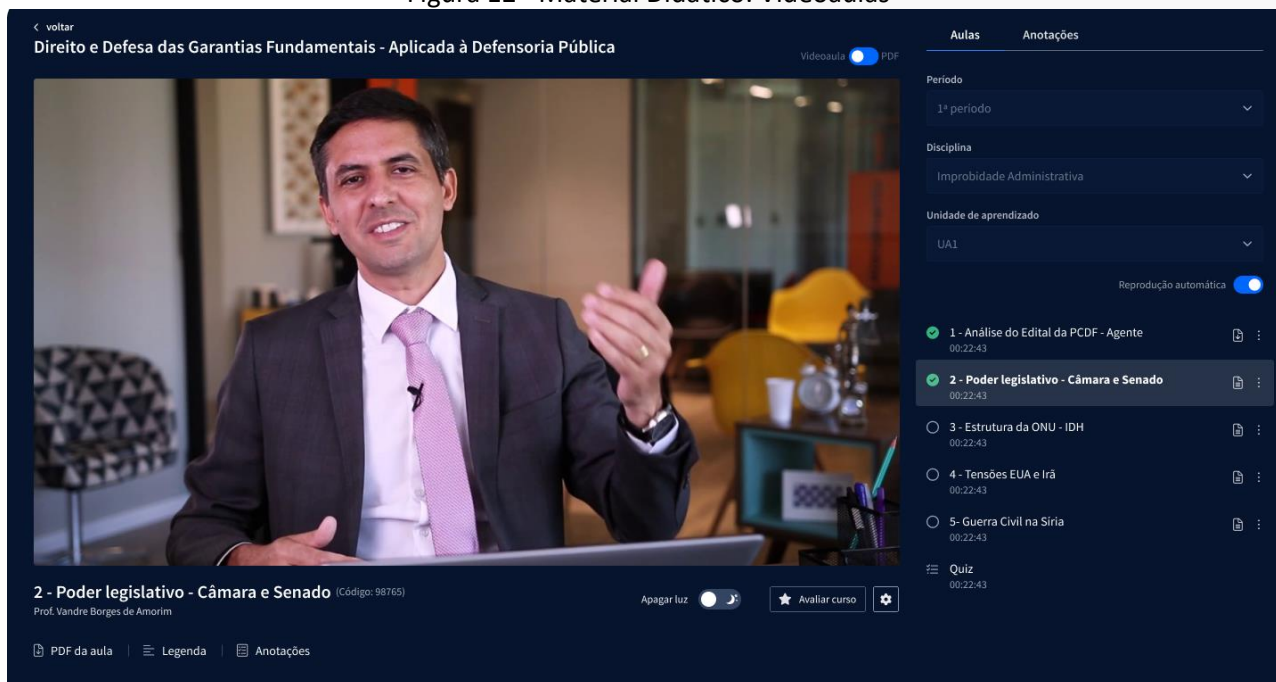 Figura 12 - Material Didático: Videoaulas
voltar
Direito e Defesa das Garantias Fundamentais - Aplicada à Defensoria Pública
Videoaula PDF
Aulas Anotações
Período
1ª período
Disciplina
Improbidade Administrativa
Unidade de aprendizado
UA1
Reprodução automática
1 - Análise do Edital da PCDF - Agente
00:22:43
2 - Poder legislativo - Câmara e Senado
00:22:43
3 - Estrutura da ONU - IDH
00:22:43
4 - Tensões EUA e Irã
00:22:43
5- Guerra Civil na Síria
00:22:43
Quiz
00:22:43
2 - Poder legislativo - Câmara e Senado (Código: 98765)
Prof. Vandre Borges de Amorim
Apagar luz
Avaliar curso
PDF da aula | Legenda | Anotações